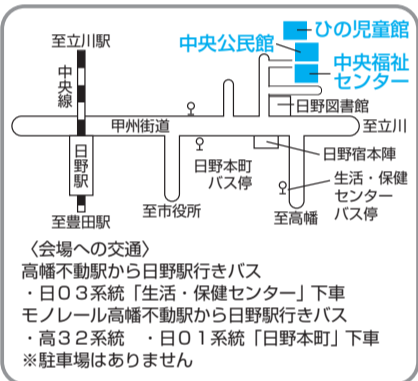 ひの児童館
至立川駅
中央公民館
中央福祉
センター
中央線
日野図書館
甲州街道
至立川
日野駅
日野本町
バス停
日野宿本陣
生活・保健
センター
バス停
至市役所
至高幡
至豊田駅
〈会場への交通〉
高幡不動駅から日野駅行きバス
・日０３系統「生活・保健センター」下車
モノレール高幡不動駅から日野駅行きバス
・高３２系統　・日０１系統「日野本町」下車
※駐車場はありません